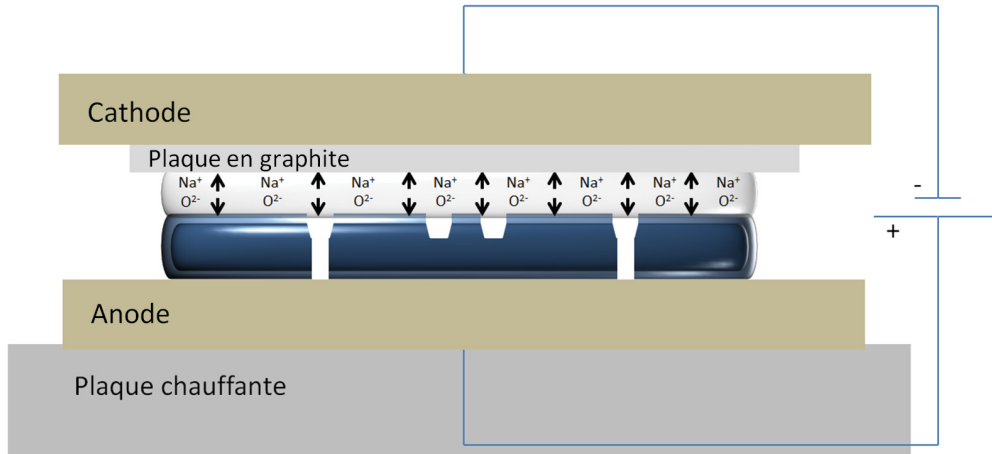 Cathode
Plaque en graphite
Na⁺ Na⁺ Na⁺ Na⁺ Na⁺ Na⁺ Na⁺ Na⁺
O²⁻ O²⁻ O²⁻ O²⁻ O²⁻ O²⁻ O²⁻ O²⁻
-
+
Anode
Plaque chauffante